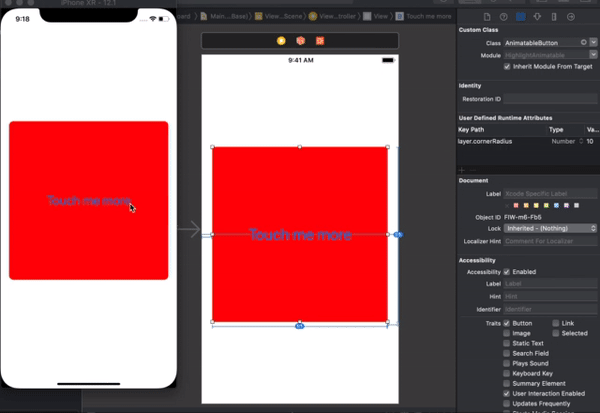 iPhone XR - 12.1
9:18
Touch me more
Main....Base)
View...Scene
View...troller
View
Touch me more
9:41 AM
Touch me more
Custom Class
Class AnimatableButton
Module HighlightAnimatable
Inherit Module From Target
Identity
Restoration ID
User Defined Runtime Attributes
Key Path Type Va...
layer.cornerRadius Number 10
Document
Label Xcode Specific Label
Object ID FIW-m6-Fb5
Lock Inherited - (Nothing)
Localizer Hint Comment For Localizer
Accessibility
Accessibility Enabled
Label Label
Hint Hint
Identifier Identifier
Traits Button Link
Image Selected
Static Text
Search Field
Plays Sound
Keyboard Key
Summary Element
User Interaction Enabled
Updates Frequently